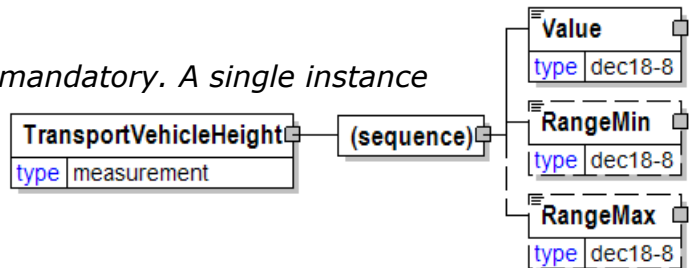 mandatory. A single instance
TransportVehicleHeight
type measurement
(sequence)
Value
type dec18-8
RangeMin
type dec18-8
RangeMax
type dec18-8